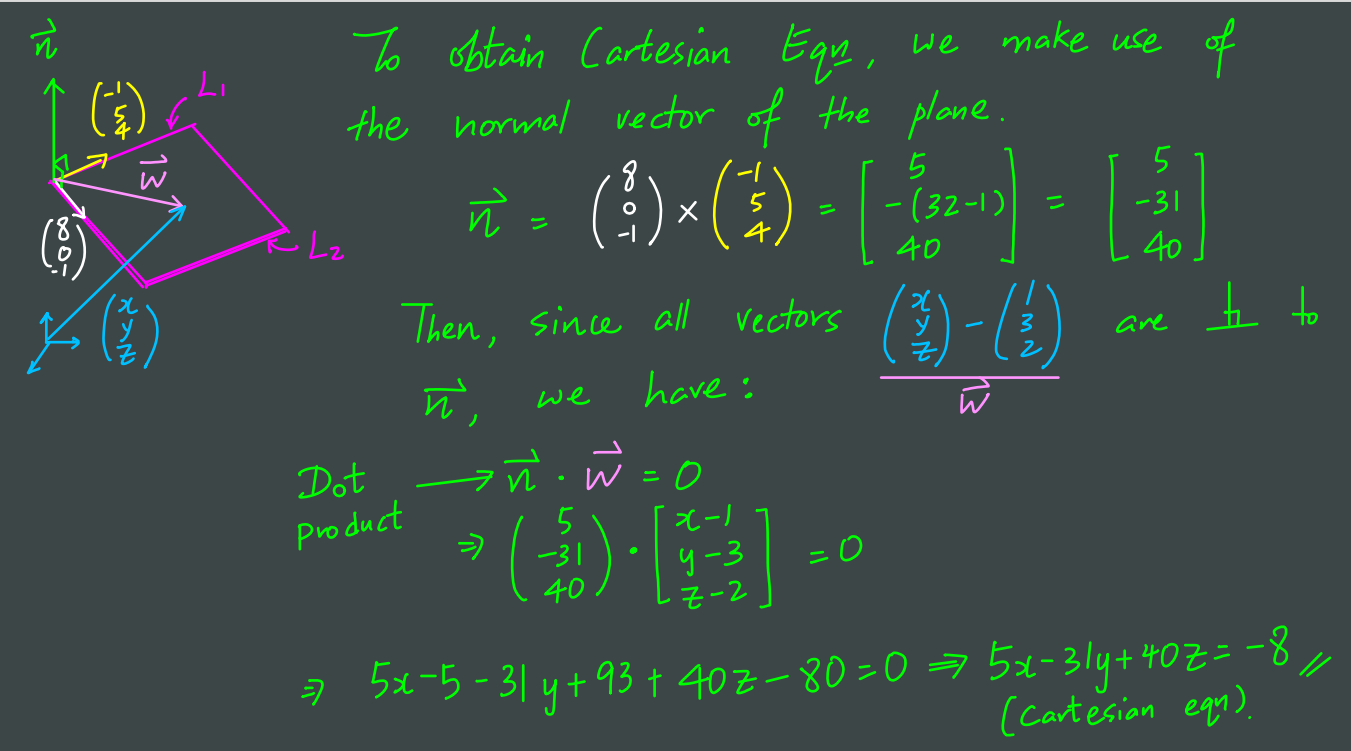 n⃗
(-1 5 4)
L₁
w⃗
(8 0 -1)
L₂
(x y z)
To obtain Cartesian Eqn, we make use of
the normal vector of the plane.
n⃗ = (8 0 -1) × (-1 5 4) = [5 -(32-1) 40] = [5 -31 40]
Then, since all vectors (x y z) - (1 3 2) are ⊥ to
w⃗
n⃗, we have:
Dot product → n⃗ · w⃗ = 0
⇒ (5 -31 40) · [x-1 y-3 z-2] = 0
⇒ 5x-5-31y+93+40z-80=0 ⇒ 5x-31y+40z=-8 //
(Cartesian eqn).